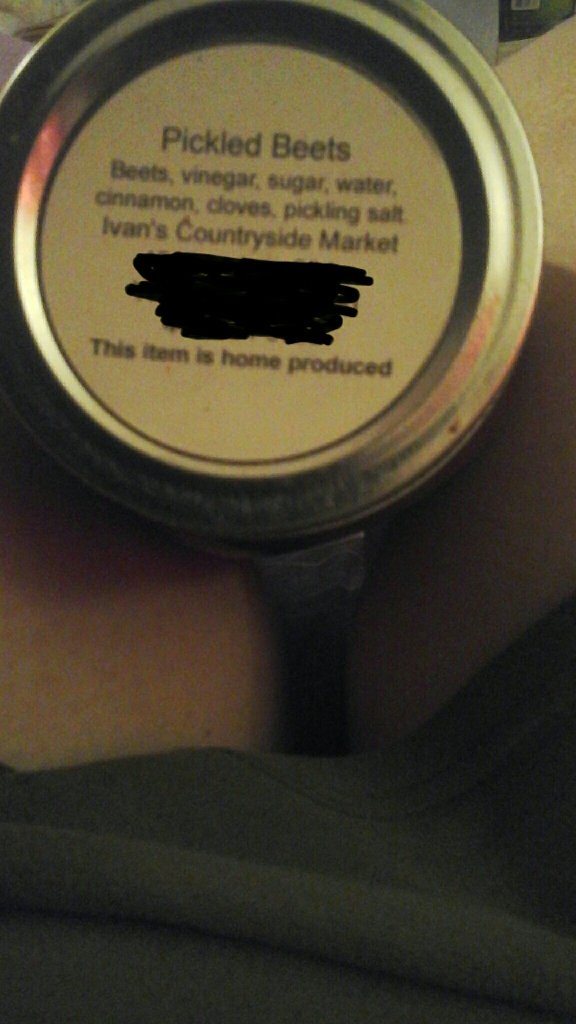 Pickled Beets
Beets, vinegar, sugar, water,
cinnamon, cloves, pickling salt
Ivan's Countryside Market
This item is home produced